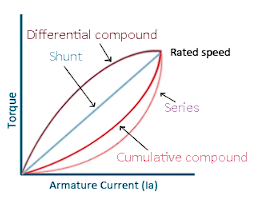 Differential compound
Shunt
Rated speed
Series
Cumulative compound
Torque
Armature Current (Ia)